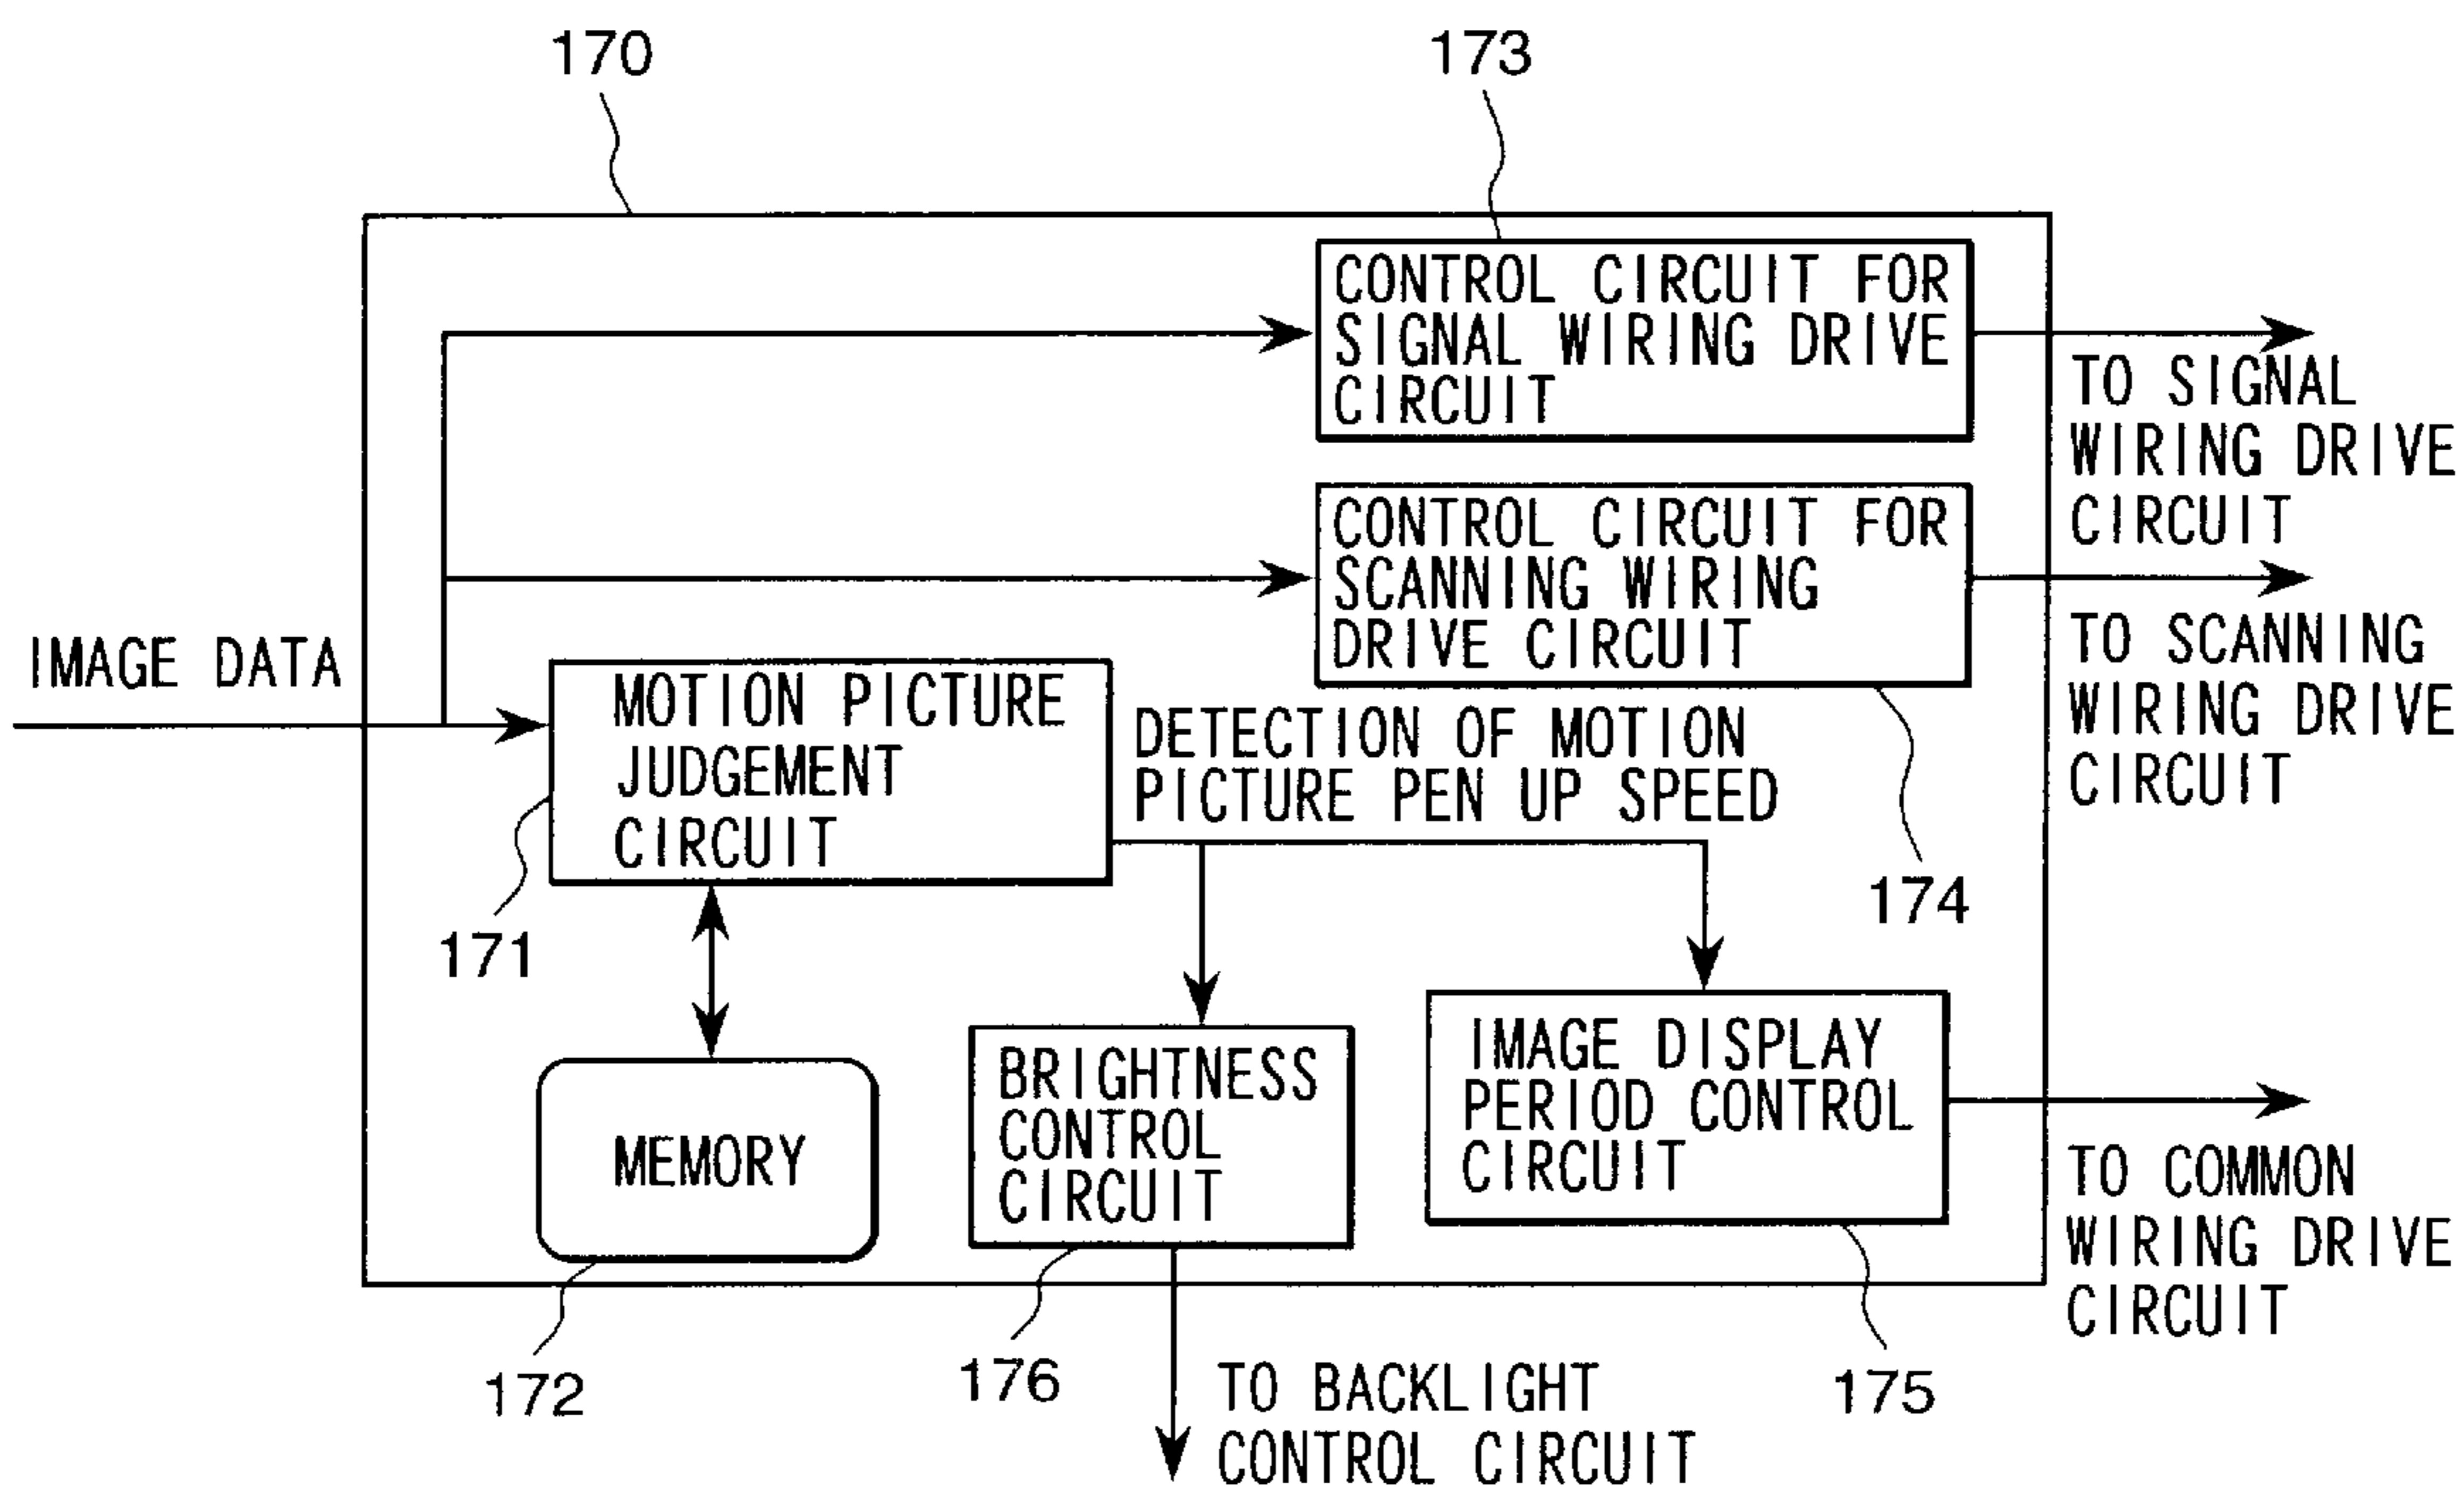 170
173
CONTROL CIRCUIT FOR
SIGNAL WIRING DRIVE
CIRCUIT
TO SIGNAL
WIRING DRIVE
CIRCUIT
CONTROL CIRCUIT FOR
SCANNING WIRING
DRIVE CIRCUIT
TO SCANNING
WIRING DRIVE
CIRCUIT
174
IMAGE DATA
MOTION PICTURE
JUDGEMENT
CIRCUIT
171
DETECTION OF MOTION
PICTURE PEN UP SPEED
MEMORY
172
BRIGHTNESS
CONTROL
CIRCUIT
176
IMAGE DISPLAY
PERIOD CONTROL
CIRCUIT
175
TO COMMON
WIRING DRIVE
CIRCUIT
TO BACKLIGHT
CONTROL CIRCUIT